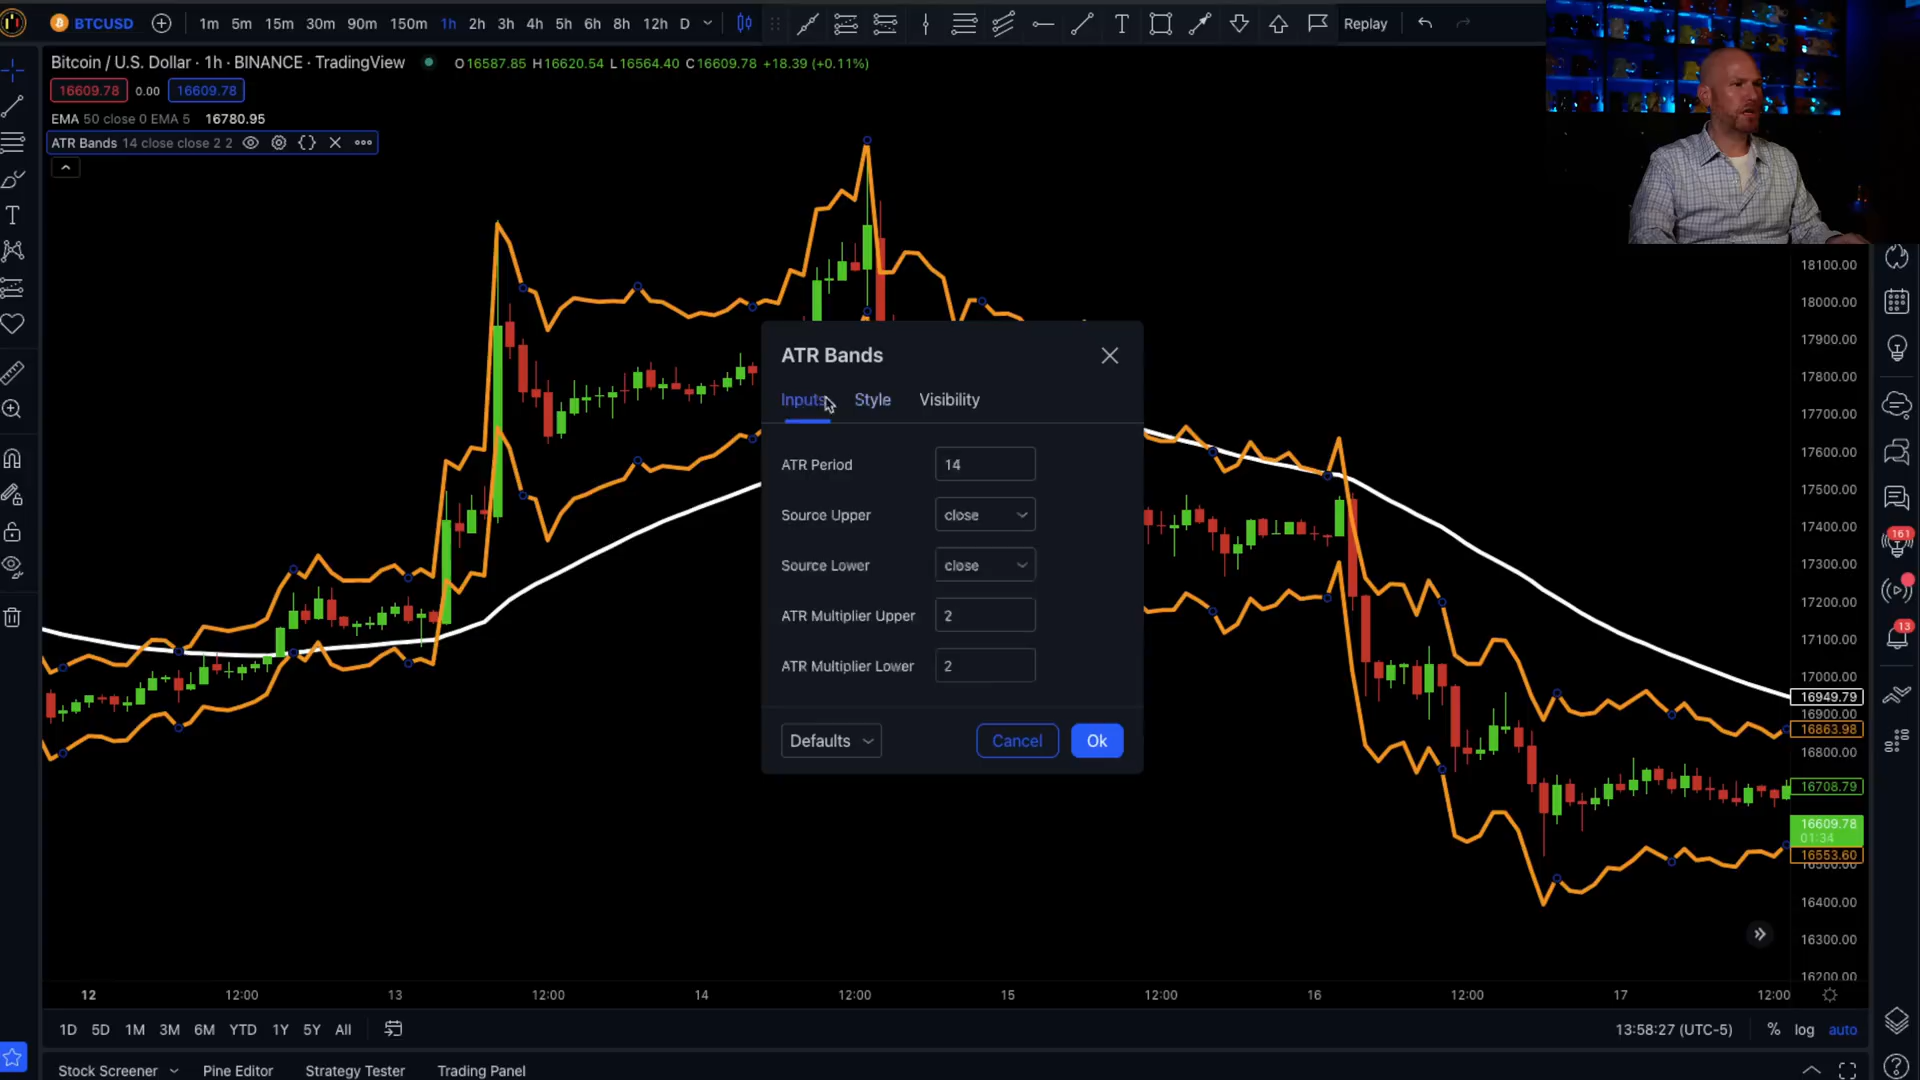 BTCUSD 1m 5m 15m 30m 90m 150m 1h 2h 3h 4h 5h 6h 8h 12h D T Replay
Bitcoin / U.S. Dollar · 1h · BINANCE · TradingView O16587.85 H16620.54 L16564.40 C16609.78 +18.39 (+0.11%)
16609.78 0.00 16609.78
EMA 50 close 0 EMA 5 16780.95
ATR Bands 14 close close 2 2
ATR Bands
Inputs Style Visibility
ATR Period 14
Source Upper close
Source Lower close
ATR Multiplier Upper 2
ATR Multiplier Lower 2
Defaults Cancel Ok
18100.00
18000.00
17900.00
17800.00
17700.00
17600.00
17500.00
17400.00
17300.00
17200.00
17100.00
17000.00
16949.79
16900.00
16863.98
16800.00
16708.79
16609.78
01:34
16553.60
16400.00
16300.00
16200.00
161
13
12 12:00 13 12:00 14 12:00 15 12:00 16 12:00 17 12:00
1D 5D 1M 3M 6M YTD 1Y 5Y All 13:58:27 (UTC-5) % log auto
Stock Screener Pine Editor Strategy Tester Trading Panel